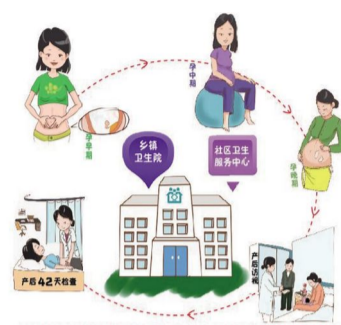 孕早期
孕中期
孕晚期
乡镇
卫生院
社区卫生
服务中心
产后访视
产后42天检查